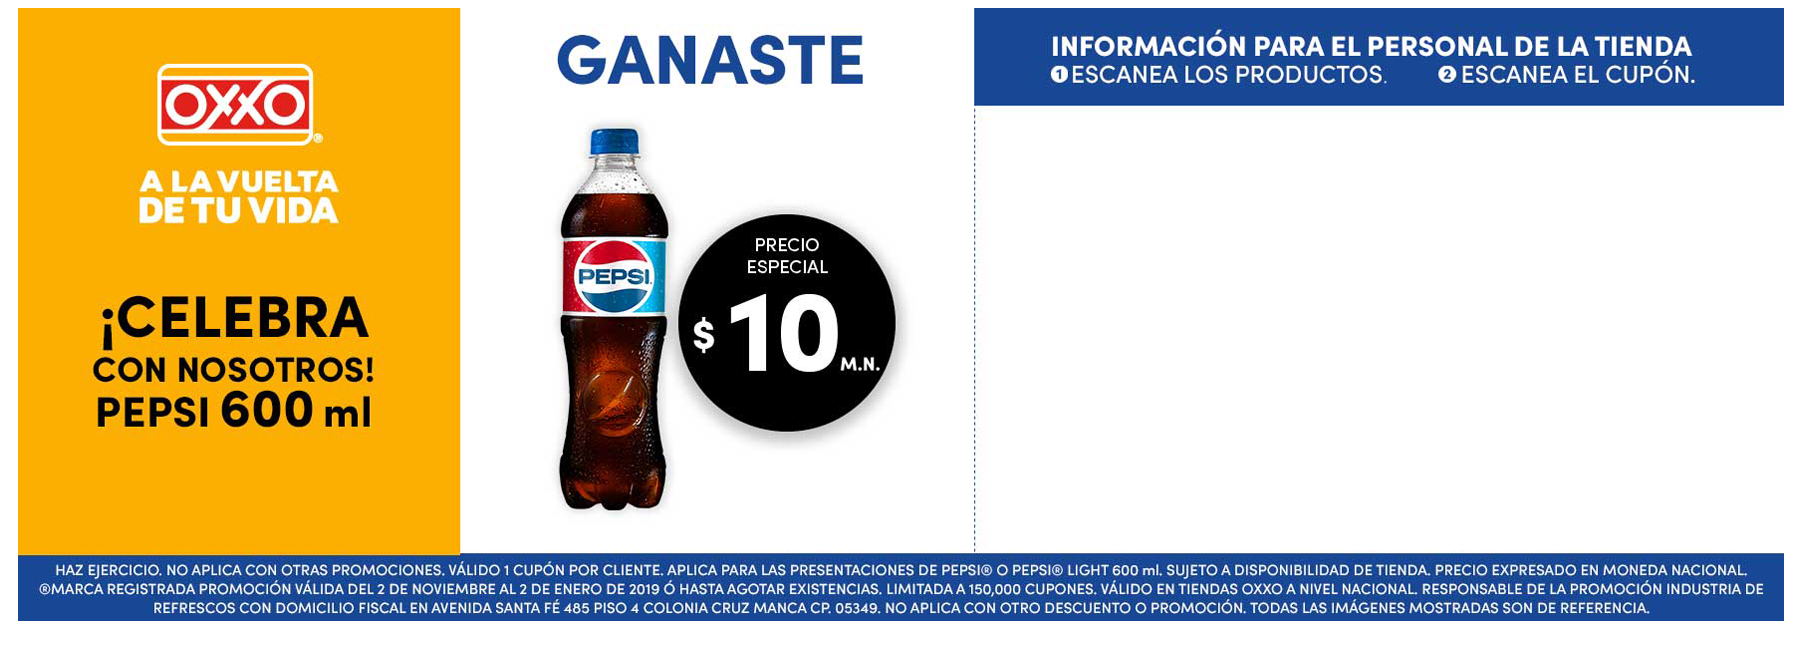 OXXO®
A LA VUELTA
DE TU VIDA
¡CELEBRA
CON NOSOTROS!
PEPSI 600 ml
GANASTE
PEPSI
PRECIO
ESPECIAL
$ 10 M.N.
INFORMACIÓN PARA EL PERSONAL DE LA TIENDA
1 ESCANEA LOS PRODUCTOS. 2 ESCANEA EL CUPÓN.
HAZ EJERCICIO. NO APLICA CON OTRAS PROMOCIONES. VÁLIDO 1 CUPÓN POR CLIENTE. APLICA PARA LAS PRESENTACIONES DE PEPSI® O PEPSI® LIGHT 600 ml. SUJETO A DISPONIBILIDAD DE TIENDA. PRECIO EXPRESADO EN MONEDA NACIONAL.
®MARCA REGISTRADA PROMOCIÓN VÁLIDA DEL 2 DE NOVIEMBRE AL 2 DE ENERO DE 2019 Ó HASTA AGOTAR EXISTENCIAS. LIMITADA A 150,000 CUPONES. VÁLIDO EN TIENDAS OXXO A NIVEL NACIONAL. RESPONSABLE DE LA PROMOCIÓN INDUSTRIA DE
REFRESCOS CON DOMICILIO FISCAL EN AVENIDA SANTA FÉ 485 PISO 4 COLONIA CRUZ MANCA CP. 05349. NO APLICA CON OTRO DESCUENTO O PROMOCIÓN. TODAS LAS IMÁGENES MOSTRADAS SON DE REFERENCIA.